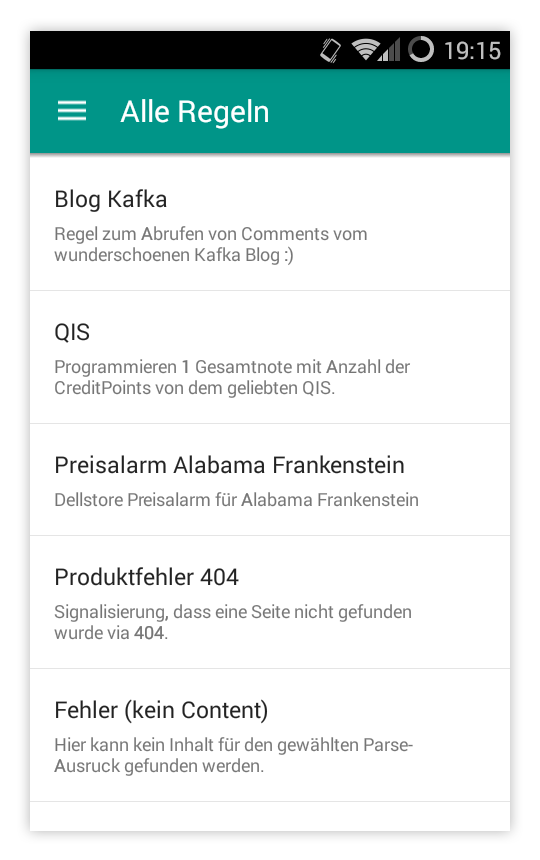 19:15
Alle Regeln
Blog Kafka
Regel zum Abrufen von Comments vom
wunderschoenen Kafka Blog :)
QIS
Programmieren 1 Gesamtnote mit Anzahl der
CreditPoints von dem geliebten QIS.
Preisalarm Alabama Frankenstein
Dellstore Preisalarm für Alabama Frankenstein
Produktfehler 404
Signalisierung, dass eine Seite nicht gefunden
wurde via 404.
Fehler (kein Content)
Hier kann kein Inhalt für den gewählten Parse-
Ausruck gefunden werden.